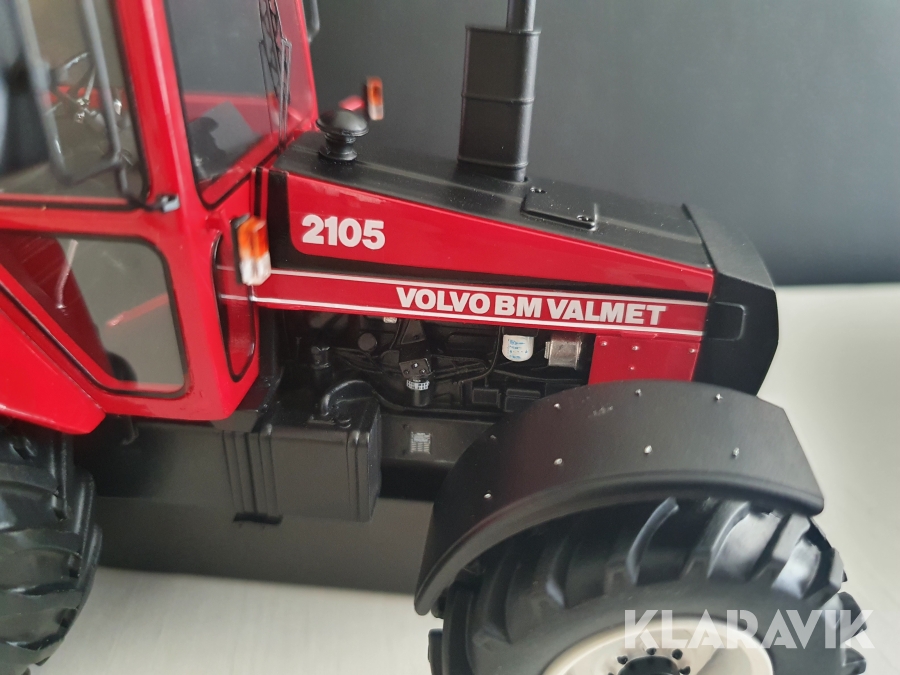 2105
VOLVO BM VALMET
KLARAVIK